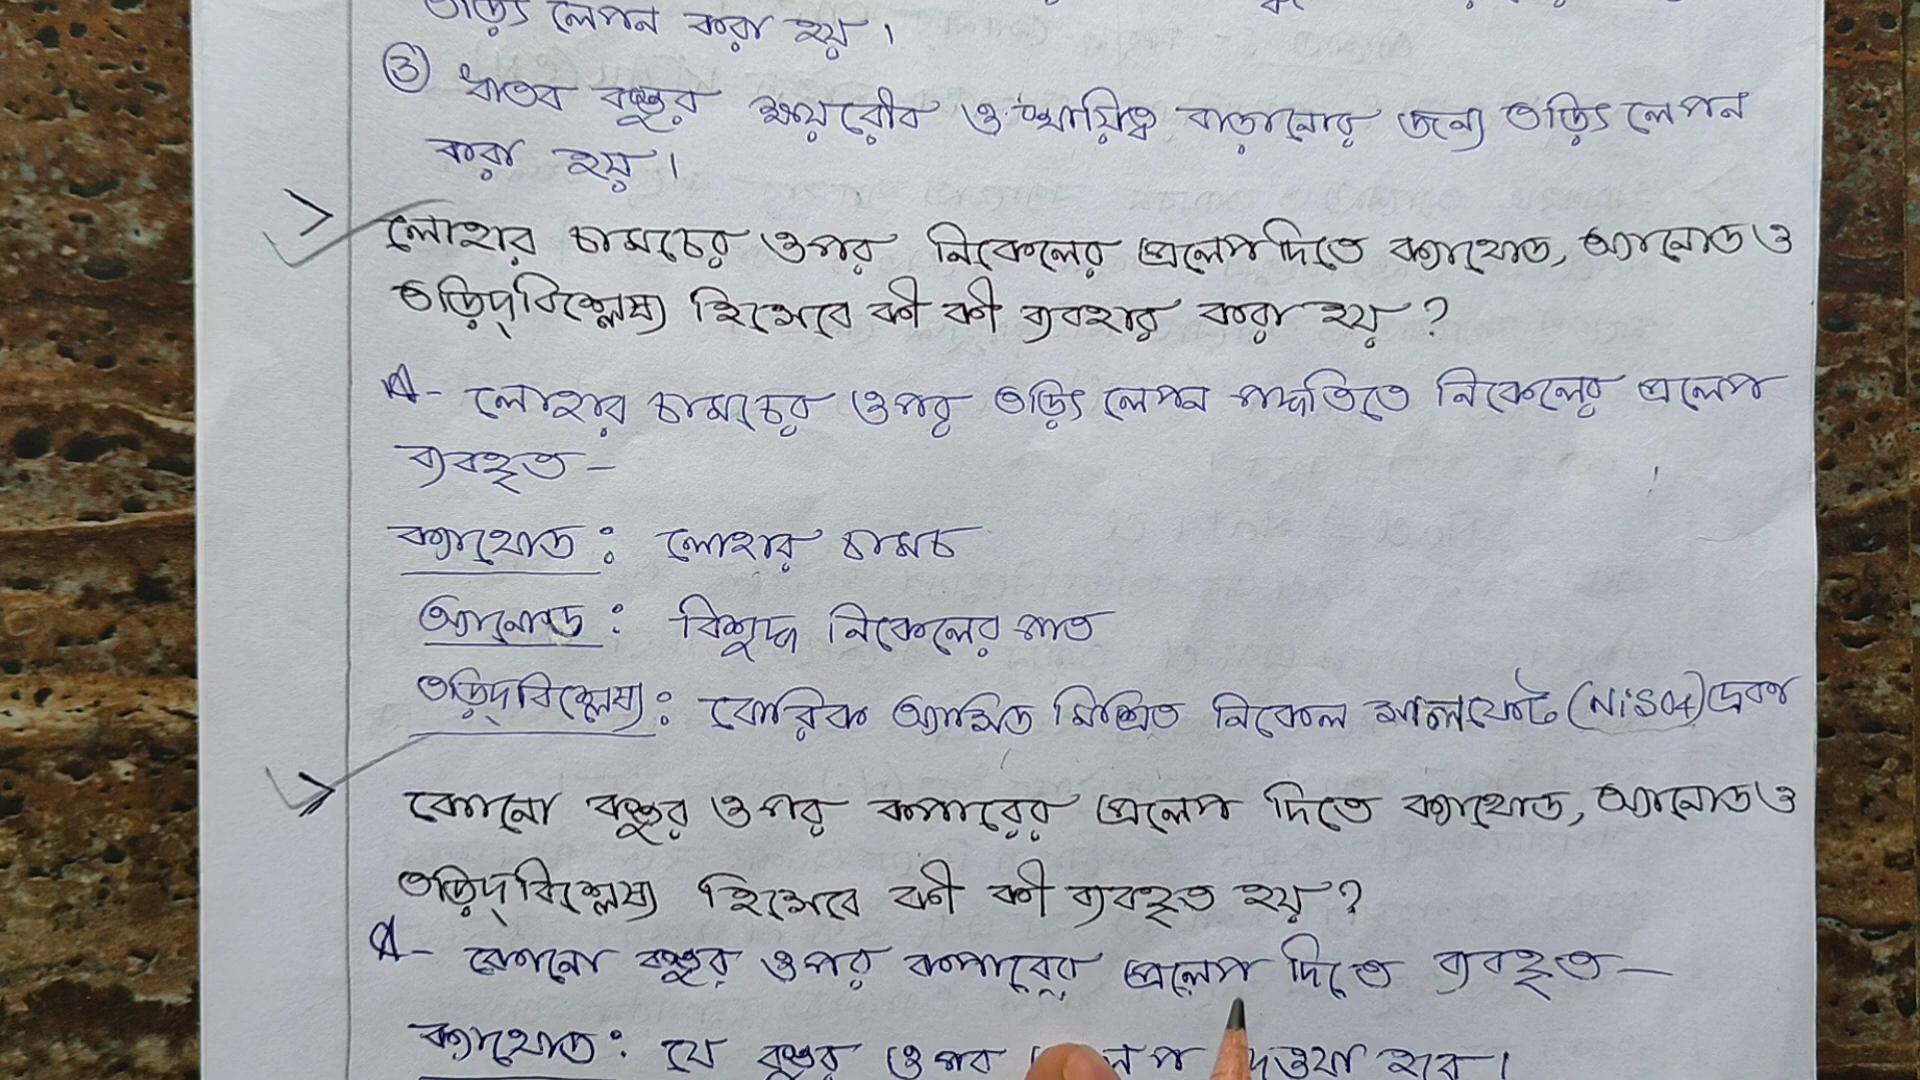 তড়িৎ লেপন করা হয়।
③ ধাতব বস্তুর ক্ষয়রোধ ও স্থায়িত্ব বাড়ানোর জন্য তড়িৎ লেপন
করা হয়।
লোহার চামচের ওপর নিকেলের প্রলেপ দিতে ক্যাথোড, অ্যানোড ও
তড়িদ্‌বিশ্লেষ্য হিসেবে কী কী ব্যবহার করা হয়?
A- লোহার চামচের ওপর তড়িৎ লেপন পদ্ধতিতে নিকেলের প্রলেপ
ব্যবহৃত —
ক্যাথোড : লোহার চামচ
অ্যানোড : বিশুদ্ধ নিকেলের পাত
তড়িদ্‌বিশ্লেষ্য : বোরিক অ্যাসিড মিশ্রিত নিকেল সালফেট (NiSO4) দ্রবণ
কোনো বস্তুর ওপর কপারের প্রলেপ দিতে ক্যাথোড, অ্যানোড ও
তড়িদ্‌বিশ্লেষ্য হিসেবে কী কী ব্যবহৃত হয়?
A- কোনো বস্তুর ওপর কপারের প্রলেপ দিতে ব্যবহৃত —
ক্যাথোড : যে বস্তুর ওপর হবে।